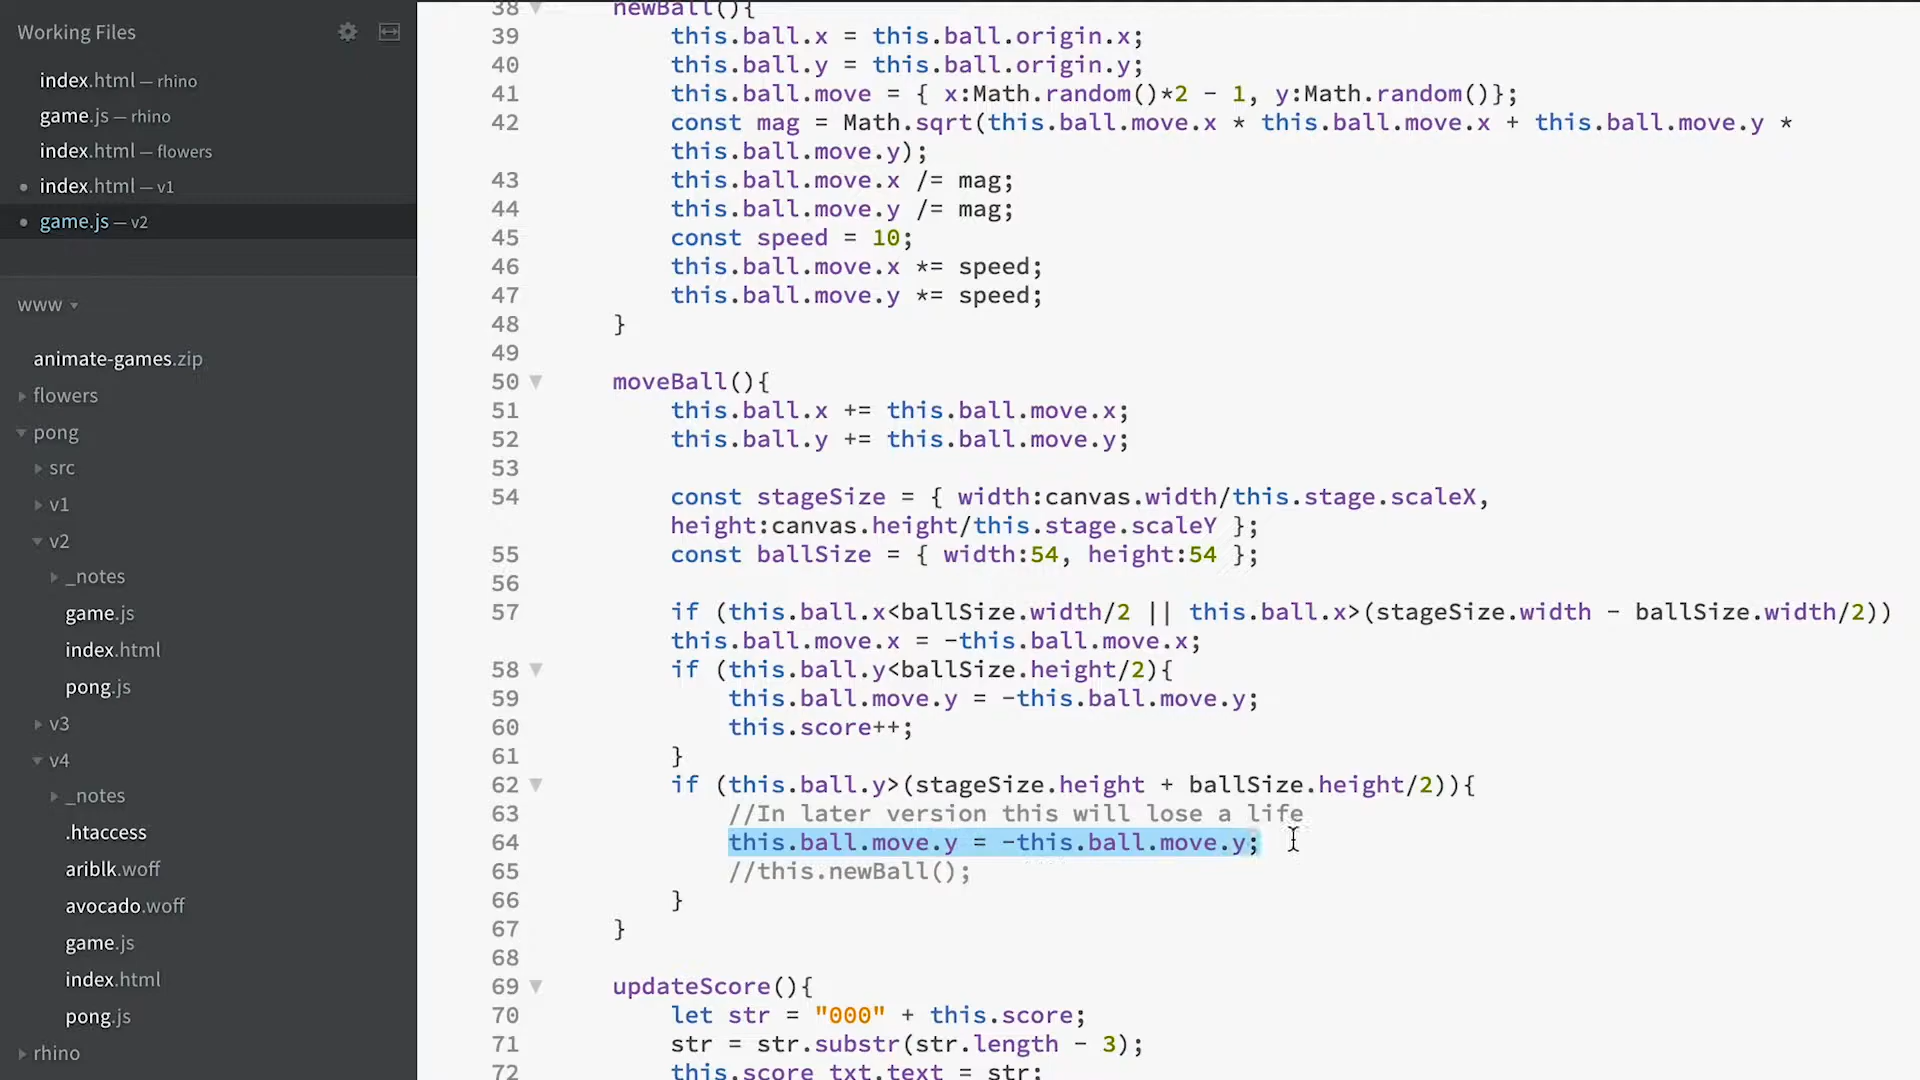 Working Files
index.html — rhino
game.js — rhino
index.html — flowers
index.html — v1
game.js — v2
www
animate-games.zip
flowers
pong
src
v1
v2
_notes
game.js
index.html
pong.js
v3
v4
_notes
.htaccess
ariblk.woff
avocado.woff
game.js
index.html
pong.js
rhino
38 newBall(){
39 this.ball.x = this.ball.origin.x;
40 this.ball.y = this.ball.origin.y;
41 this.ball.move = { x:Math.random()*2 - 1, y:Math.random()};
42 const mag = Math.sqrt(this.ball.move.x * this.ball.move.x + this.ball.move.y *
this.ball.move.y);
43 this.ball.move.x /= mag;
44 this.ball.move.y /= mag;
45 const speed = 10;
46 this.ball.move.x *= speed;
47 this.ball.move.y *= speed;
48 }
49
50 moveBall(){
51 this.ball.x += this.ball.move.x;
52 this.ball.y += this.ball.move.y;
53
54 const stageSize = { width:canvas.width/this.stage.scaleX,
height:canvas.height/this.stage.scaleY };
55 const ballSize = { width:54, height:54 };
56
57 if (this.ball.x<ballSize.width/2 || this.ball.x>(stageSize.width - ballSize.width/2))
this.ball.move.x = -this.ball.move.x;
58 if (this.ball.y<ballSize.height/2){
59 this.ball.move.y = -this.ball.move.y;
60 this.score++;
61 }
62 if (this.ball.y>(stageSize.height + ballSize.height/2)){
63 //In later version this will lose a life
64 this.ball.move.y = -this.ball.move.y;
65 //this.newBall();
66 }
67 }
68
69 updateScore(){
70 let str = "000" + this.score;
71 str = str.substr(str.length - 3);
72 this.score_txt.text = str;